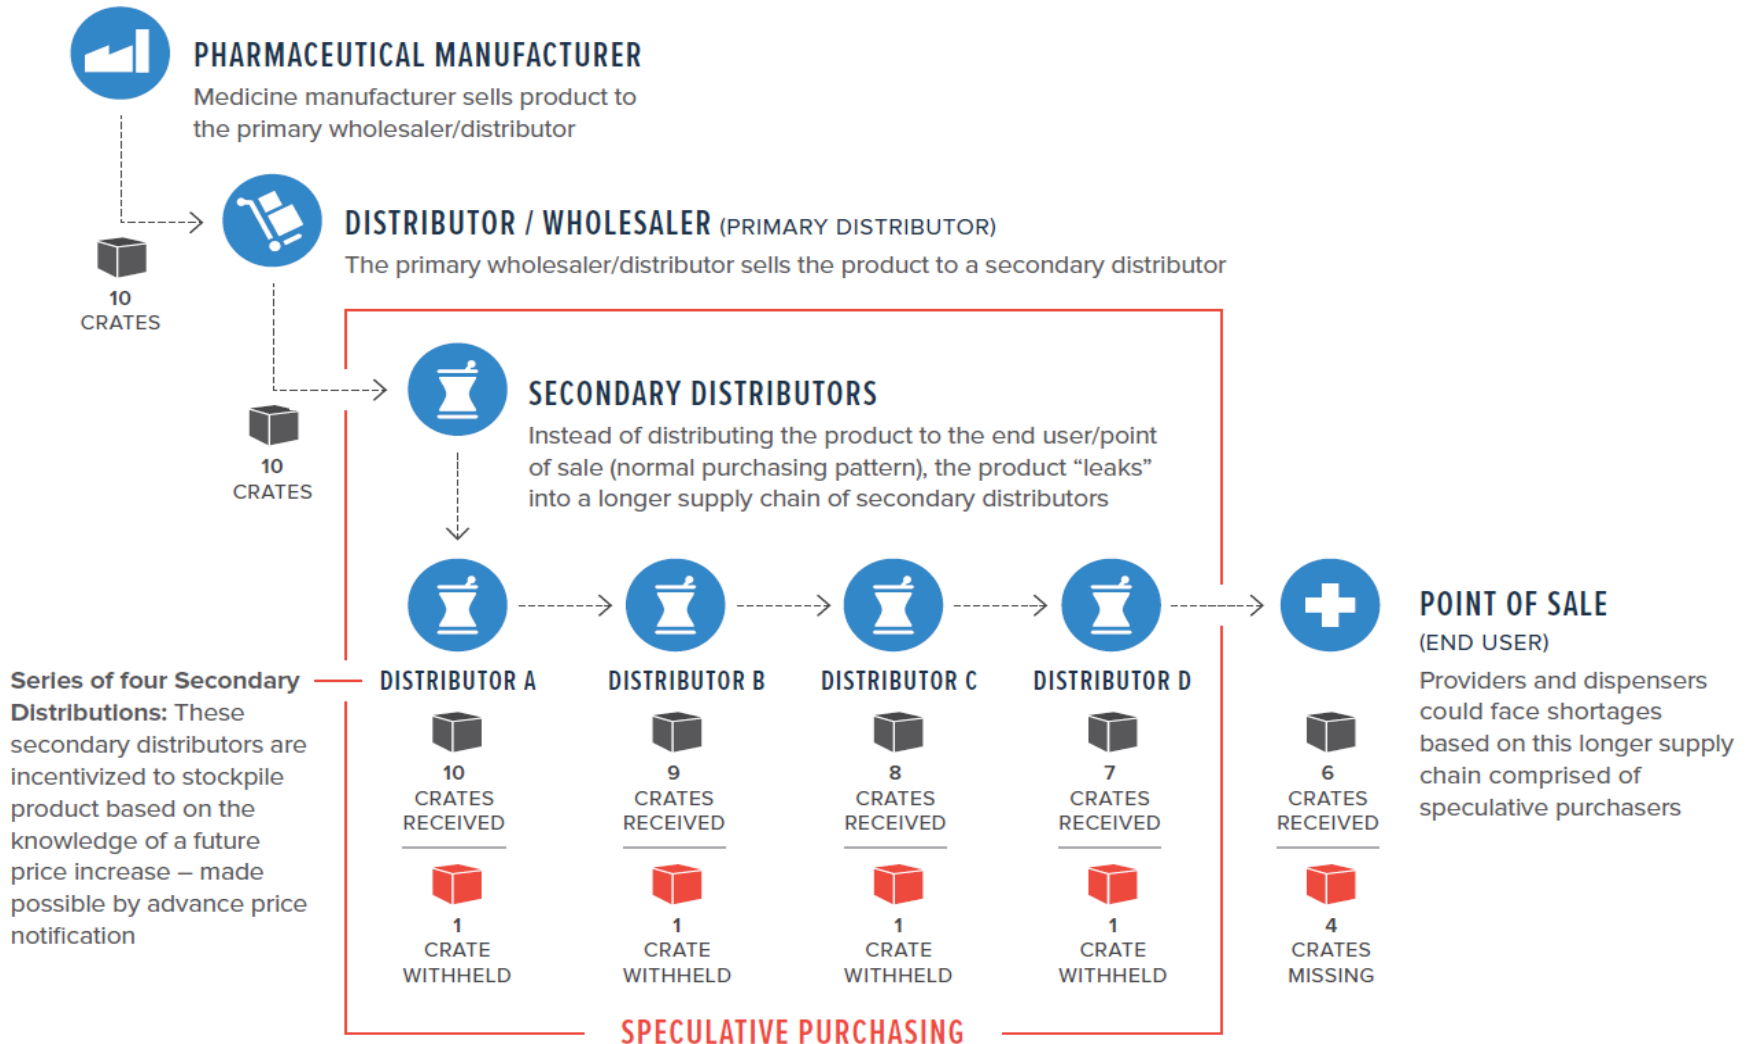 PHARMACEUTICAL MANUFACTURER
Medicine manufacturer sells product to
the primary wholesaler/distributor
10
CRATES
DISTRIBUTOR / WHOLESALER (PRIMARY DISTRIBUTOR)
The primary wholesaler/distributor sells the product to a secondary distributor
10
CRATES
SECONDARY DISTRIBUTORS
Instead of distributing the product to the end user/point
of sale (normal purchasing pattern), the product “leaks”
into a longer supply chain of secondary distributors
Series of four Secondary
Distributions: These
secondary distributors are
incentivized to stockpile
product based on the
knowledge of a future
price increase – made
possible by advance price
notification
DISTRIBUTOR A
10
CRATES
RECEIVED
1
CRATE
WITHHELD
DISTRIBUTOR B
9
CRATES
RECEIVED
1
CRATE
WITHHELD
DISTRIBUTOR C
8
CRATES
RECEIVED
1
CRATE
WITHHELD
DISTRIBUTOR D
7
CRATES
RECEIVED
1
CRATE
WITHHELD
6
CRATES
RECEIVED
4
CRATES
MISSING
POINT OF SALE
(END USER)
Providers and dispensers
could face shortages
based on this longer supply
chain comprised of
speculative purchasers
SPECULATIVE PURCHASING